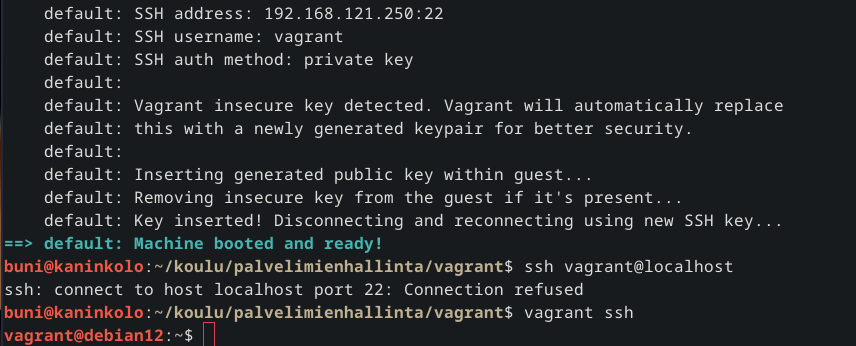 default: SSH address: 192.168.121.250:22
default: SSH username: vagrant
default: SSH auth method: private key
default:
default: Vagrant insecure key detected. Vagrant will automatically replace
default: this with a newly generated keypair for better security.
default:
default: Inserting generated public key within guest...
default: Removing insecure key from the guest if it's present...
default: Key inserted! Disconnecting and reconnecting using new SSH key...
==> default: Machine booted and ready!
buni@kaninkolo:~/koulu/palvelimienhallinta/vagrant$ ssh vagrant@localhost
ssh: connect to host localhost port 22: Connection refused
buni@kaninkolo:~/koulu/palvelimienhallinta/vagrant$ vagrant ssh
vagrant@debian12:~$